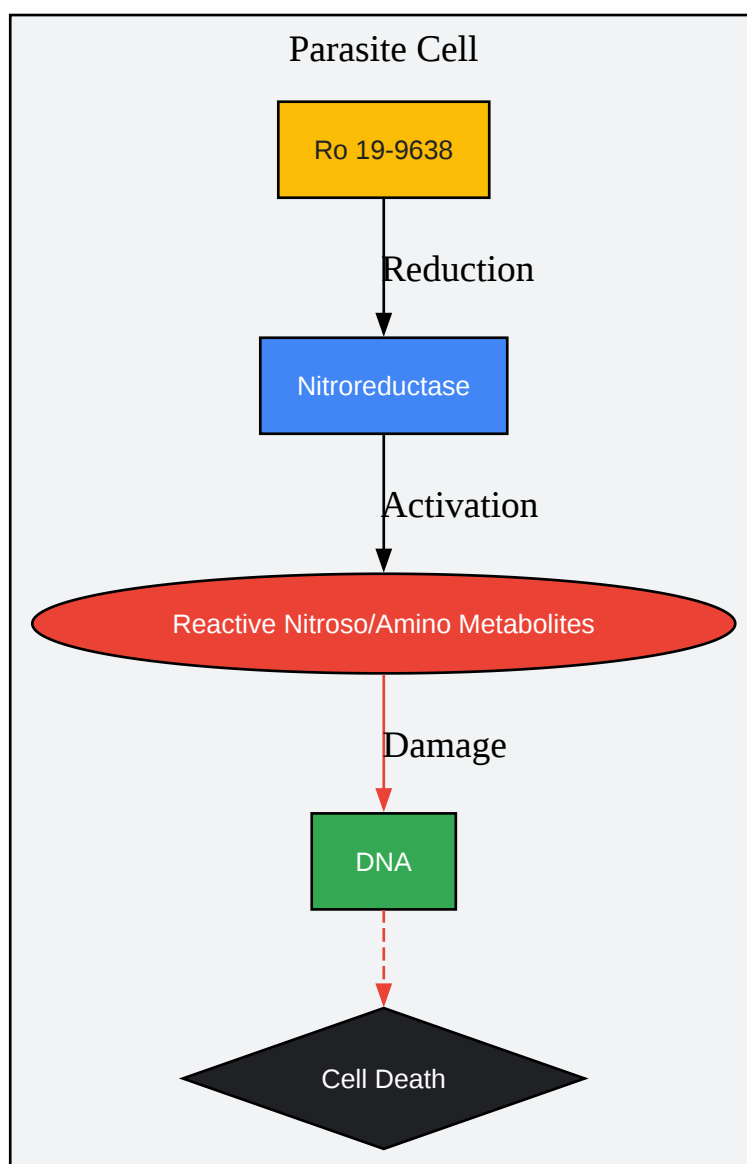 Parasite Cell
Ro 19-9638
Reduction
Nitroreductase
Activation
Reactive Nitroso/Amino Metabolites
Damage
DNA
Cell Death